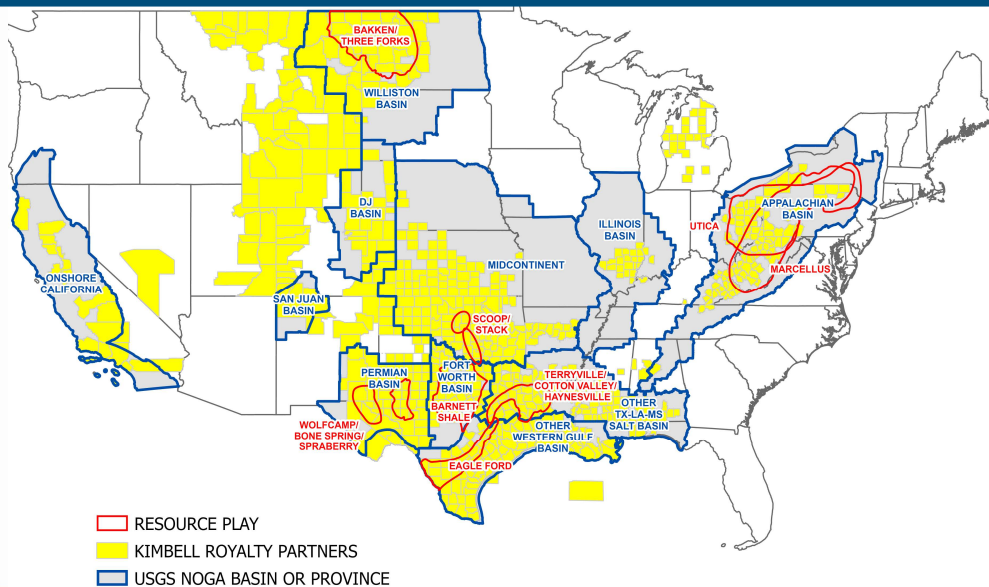 BAKKEN/
THREE FORKS
WILLISTON
BASIN
DJ
BASIN
ILLINOIS
BASIN
UTICA
APPALACHIAN
BASIN
MARCELLUS
MIDCONTINENT
ONSHORE
CALIFORNIA
SAN JUAN
BASIN
SCOOP/
STACK
PERMIAN
BASIN
FORT
WORTH
BASIN
TERRYVILLE/
COTTON VALLEY/
HAYNESVILLE
BARNETT
SHALE
OTHER
TX-LA-MS
SALT BASIN
WOLFCAMP/
BONE SPRING/
SPRABERRY
OTHER
WESTERN GULF
BASIN
EAGLE FORD
RESOURCE PLAY
KIMBELL ROYALTY PARTNERS
USGS NOGA BASIN OR PROVINCE